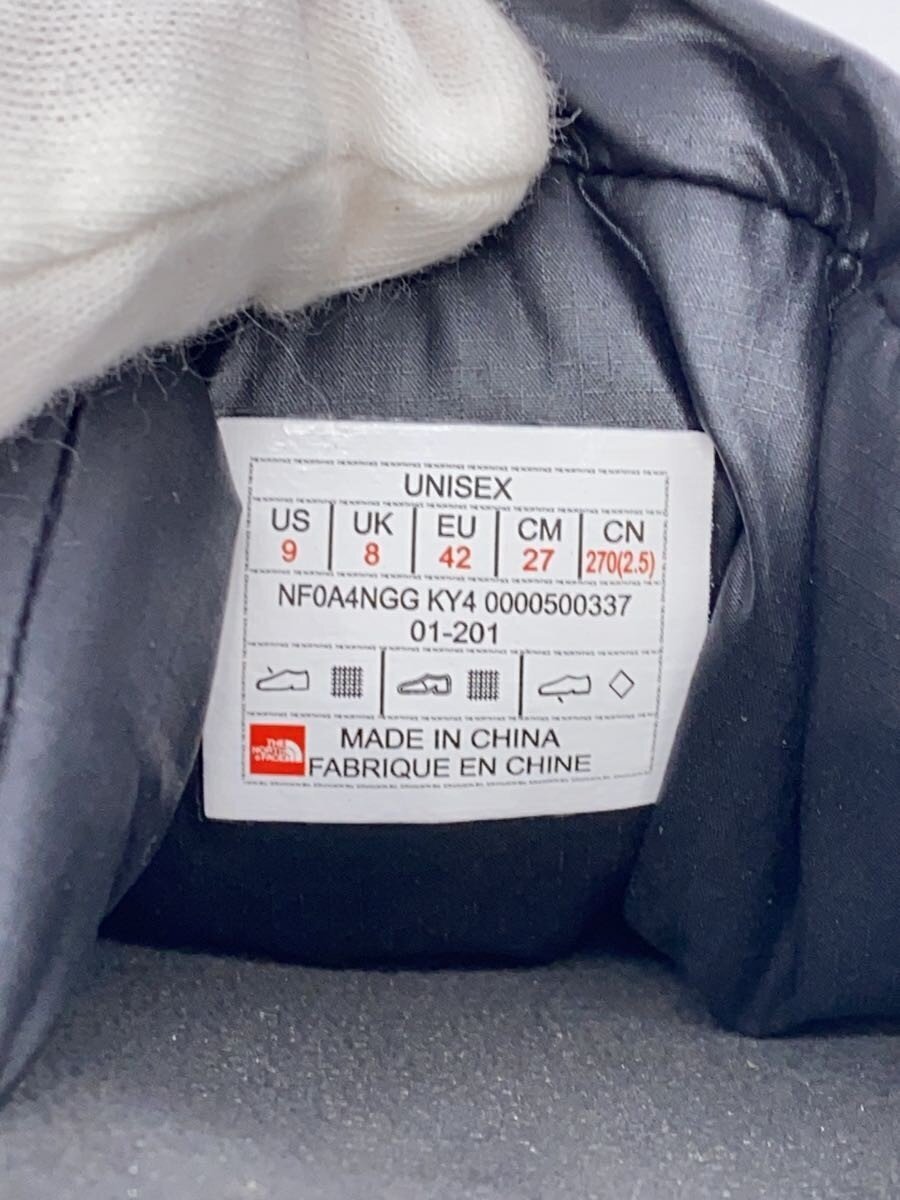 UNISEX
US UK EU CM CN
9 8 42 27 270(2.5)
NF0A4NGG KY4 0000500337
01-201
MADE IN CHINA
THE
NORTH
FACE
FABRIQUE EN CHINE